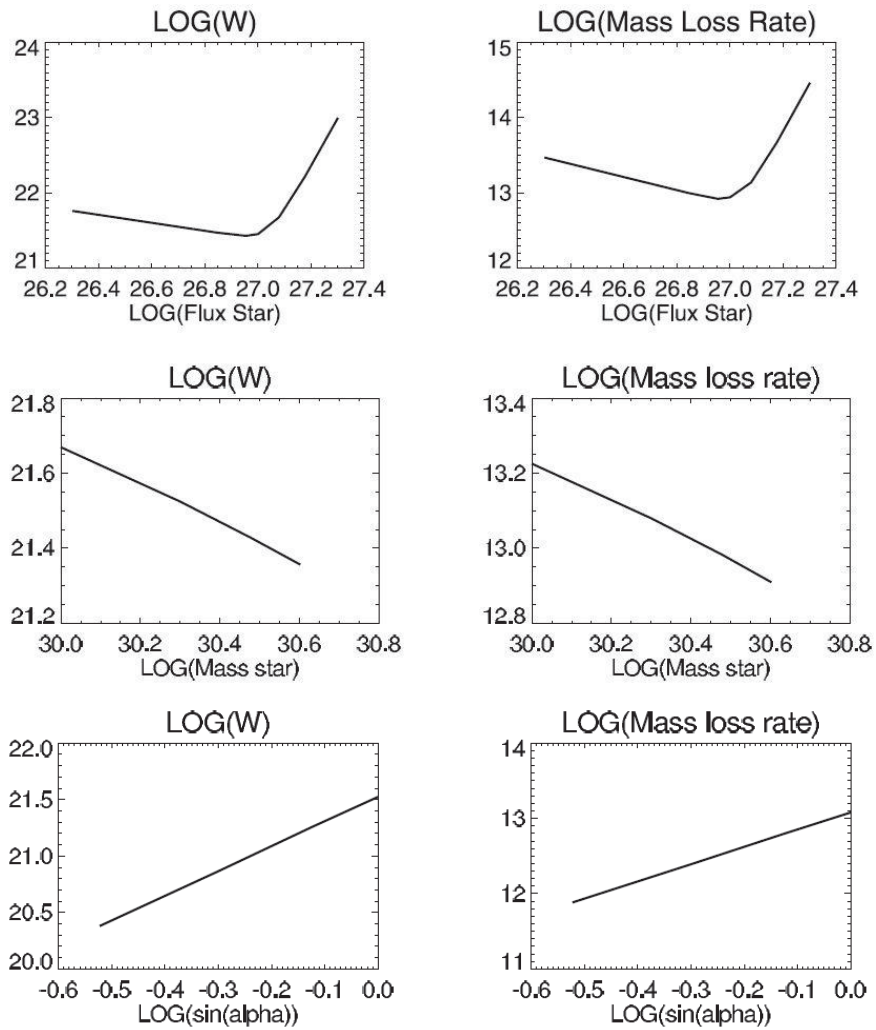 LOG(W)
24
23
22
21
26.2 26.4 26.6 26.8 27.0 27.2 27.4
LOG(Flux Star)
LOG(Mass Loss Rate)
15
14
13
12
26.2 26.4 26.6 26.8 27.0 27.2 27.4
LOG(Flux Star)
LOG(W)
21.8
21.6
21.4
21.2
30.0 30.2 30.4 30.6 30.8
LOG(Mass star)
LOG(Mass loss rate)
13.4
13.2
13.0
12.8
30.0 30.2 30.4 30.6 30.8
LOG(Mass star)
LOG(W)
22.0
21.5
21.0
20.5
20.0
-0.6 -0.5 -0.4 -0.3 -0.2 -0.1 0.0
LOG(sin(alpha))
LOG(Mass loss rate)
14
13
12
11
-0.6 -0.5 -0.4 -0.3 -0.2 -0.1 0.0
LOG(sin(alpha))